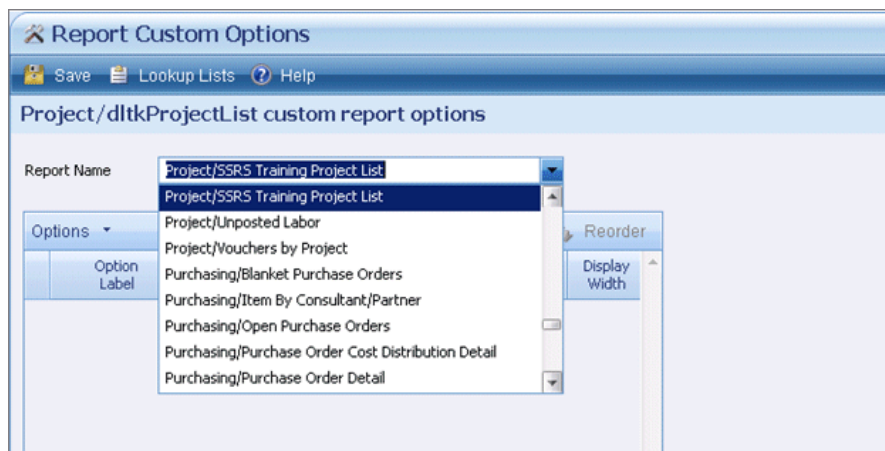 Report Custom Options
Save Lookup Lists Help
Project/dltkProjectList custom report options
Report Name Project/SSRS Training Project List
Project/SSRS Training Project List
Project/Unposted Labor
Project/Vouchers by Project
Purchasing/Blanket Purchase Orders
Purchasing/Item By Consultant/Partner
Purchasing/Open Purchase Orders
Purchasing/Purchase Order Cost Distribution Detail
Purchasing/Purchase Order Detail
Options Reorder
Option Label
Display Width